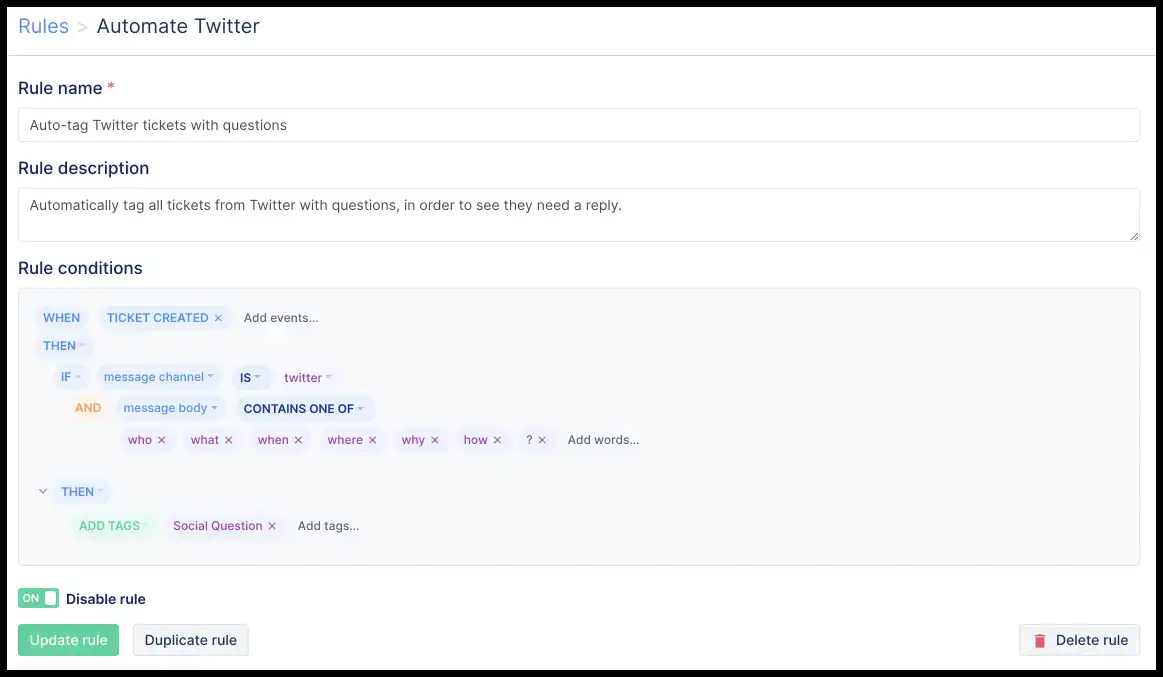 Rules > Automate Twitter
Rule name *
Auto-tag Twitter tickets with questions
Rule description
Automatically tag all tickets from Twitter with questions, in order to see they need a reply.
Rule conditions
WHEN TICKET CREATED × Add events...
THEN
IF message channel IS twitter
AND message body CONTAINS ONE OF
who × what × when × where × why × how × ? × Add words...
THEN
ADD TAGS Social Question × Add tags...
ON Disable rule
Update rule Duplicate rule Delete rule